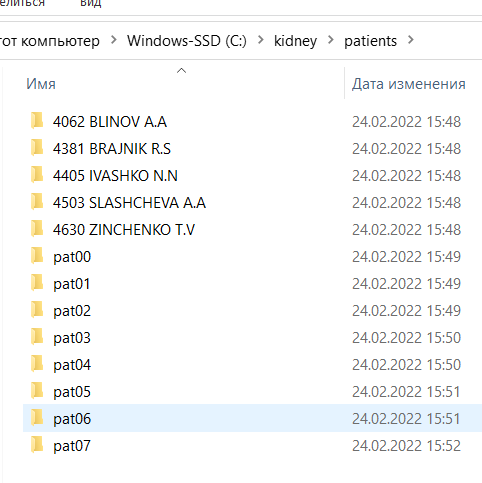 Вид
этот компьютер > Windows-SSD (C:) > kidney > patients >
Имя Дата изменения
4062 BLINOV A.A 24.02.2022 15:48
4381 BRAJNIK R.S 24.02.2022 15:48
4405 IVASHKO N.N 24.02.2022 15:48
4503 SLASHCHEVA A.A 24.02.2022 15:48
4630 ZINCHENKO T.V 24.02.2022 15:48
pat00 24.02.2022 15:49
pat01 24.02.2022 15:49
pat02 24.02.2022 15:49
pat03 24.02.2022 15:50
pat04 24.02.2022 15:50
pat05 24.02.2022 15:51
pat06 24.02.2022 15:51
pat07 24.02.2022 15:52